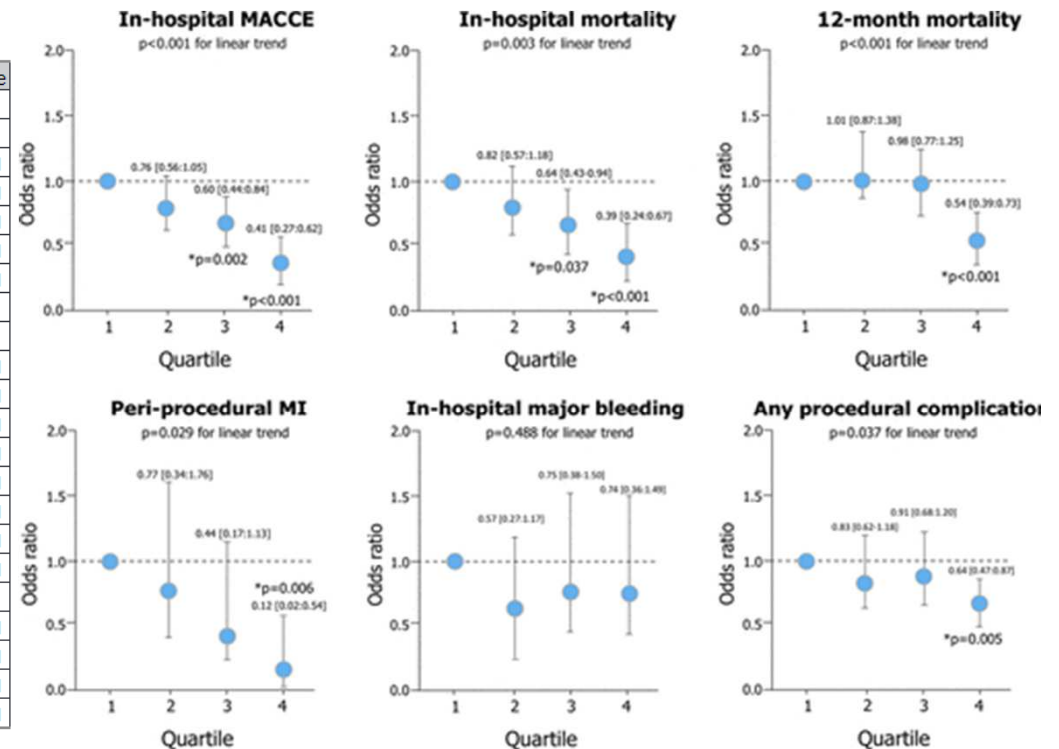 e
In-hospital MACCE
p<0.001 for linear trend
2.0
1.5
1.0
0.5
0.0
Odds ratio
0.76 [0.56:1.05]
0.60 [0.44:0.84]
0.41 [0.27:0.62]
*p=0.002
*p<0.001
1 2 3 4
Quartile
In-hospital mortality
p=0.003 for linear trend
2.0
1.5
1.0
0.5
0.0
Odds ratio
0.82 [0.57:1.18]
0.64 [0.43-0.94]
0.39 [0.24:0.67]
*p=0.037
*p<0.001
1 2 3 4
Quartile
12-month mortality
p<0.001 for linear trend
2.0
1.5
1.0
0.5
0.0
Odds ratio
1.01 [0.87:1.38]
0.98 [0.77:1.25]
0.54 [0.39:0.73]
*p<0.001
1 2 3 4
Quartile
Peri-procedural MI
p=0.029 for linear trend
2.0
1.5
1.0
0.5
0.0
Odds ratio
0.77 [0.34:1.76]
0.44 [0.17:1.13]
*p=0.006
0.12 [0.02:0.54]
1 2 3 4
Quartile
In-hospital major bleeding
p=0.488 for linear trend
2.0
1.5
1.0
0.5
0.0
Odds ratio
0.75 [0.38-1.50]
0.74 [0.36:1.49]
0.57 [0.27:1.17]
1 2 3 4
Quartile
Any procedural complication
p=0.037 for linear trend
2.0
1.5
1.0
0.5
0.0
Odds ratio
0.91 [0.68:1.20]
0.83 [0.62-1.18]
0.64 [0.47:0.87]
*p=0.005
1 2 3 4
Quartile